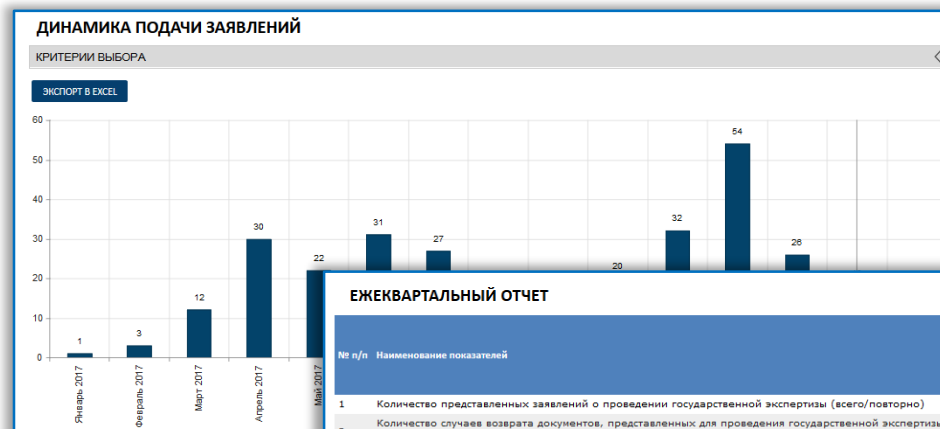 ДИНАМИКА ПОДАЧИ ЗАЯВЛЕНИЙ
КРИТЕРИИ ВЫБОРА
ЭКСПОРТ В EXCEL
60
50
40
30
20
10
0
1
3
12
30
22
31
27
20
32
54
26
Январь 2017
Февраль 2017
Март 2017
Апрель 2017
Май 2017
ЕЖЕКВАРТАЛЬНЫЙ ОТЧЕТ
№ п/п Наименование показателей
1 Количество представленных заявлений о проведении государственной экспертизы (всего/повторно)
Количество случаев возврата документов, представленных для проведения государственной экспертизы